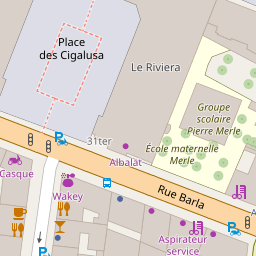 Place
des Cigalusa
Le Riviera
Groupe
scolaire
Pierre Merle
31ter
Albalat
École maternelle
Merle
Casque
Wakey
Rue Barla
Aspirateur
service